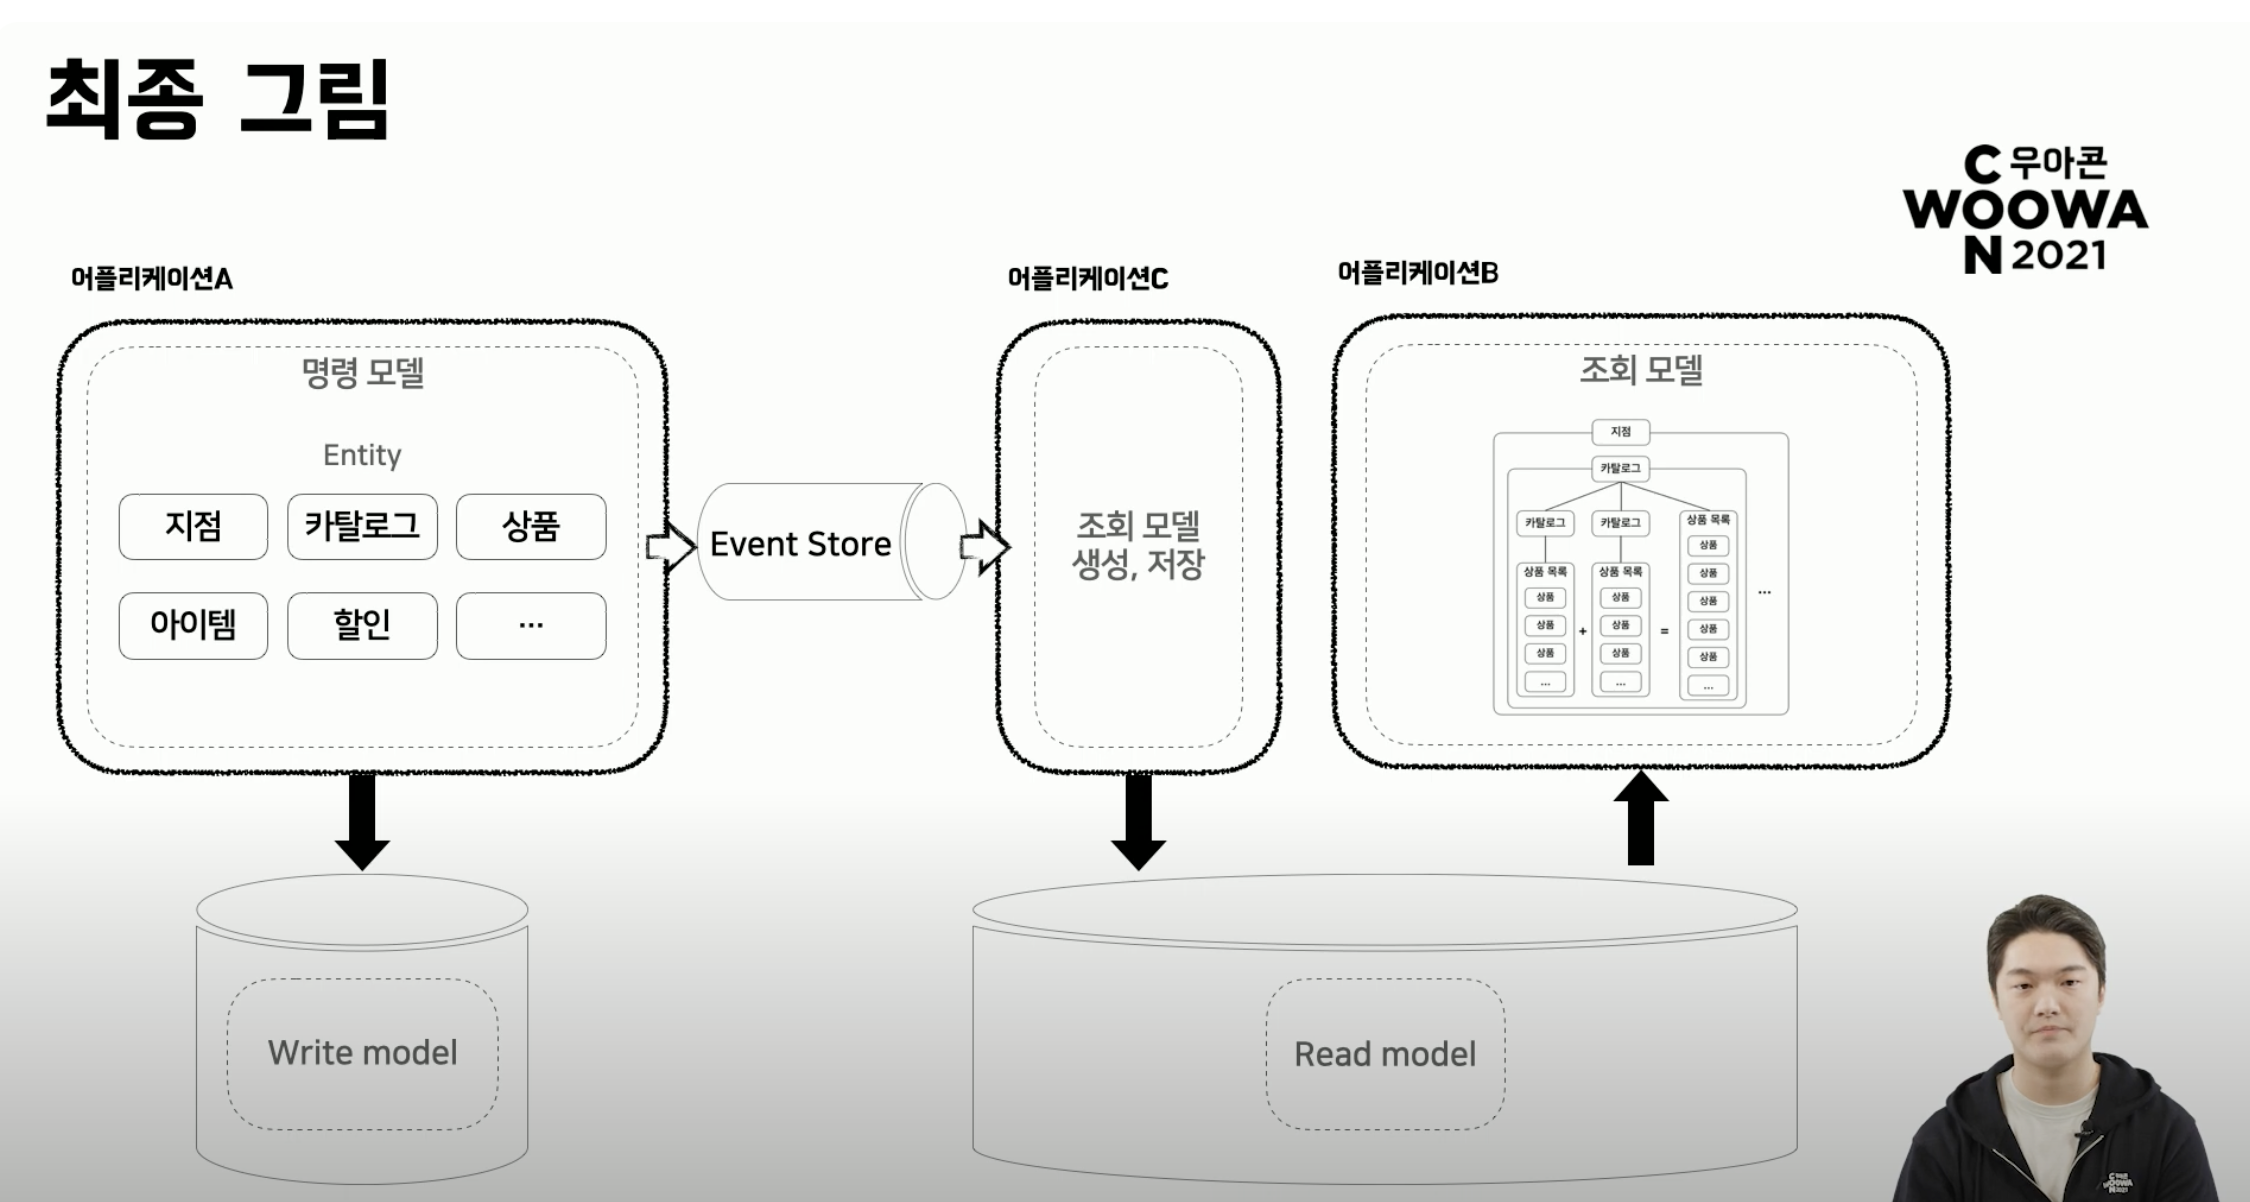 최종 그림
C 우아콘
WOOWA
N 2021
어플리케이션A
명령 모델
Entity
지점
카탈로그
상품
아이템
할인
...
Event Store
어플리케이션C
조회 모델
생성, 저장
어플리케이션B
조회 모델
지점
카탈로그
카탈로그
상품 목록
상품
상품
상품
...
+
카탈로그
상품 목록
상품
상품
상품
...
=
상품 목록
상품
상품
상품
상품
상품
...
...
Write model
Read model
C 우아콘
WOOWA
N 2021